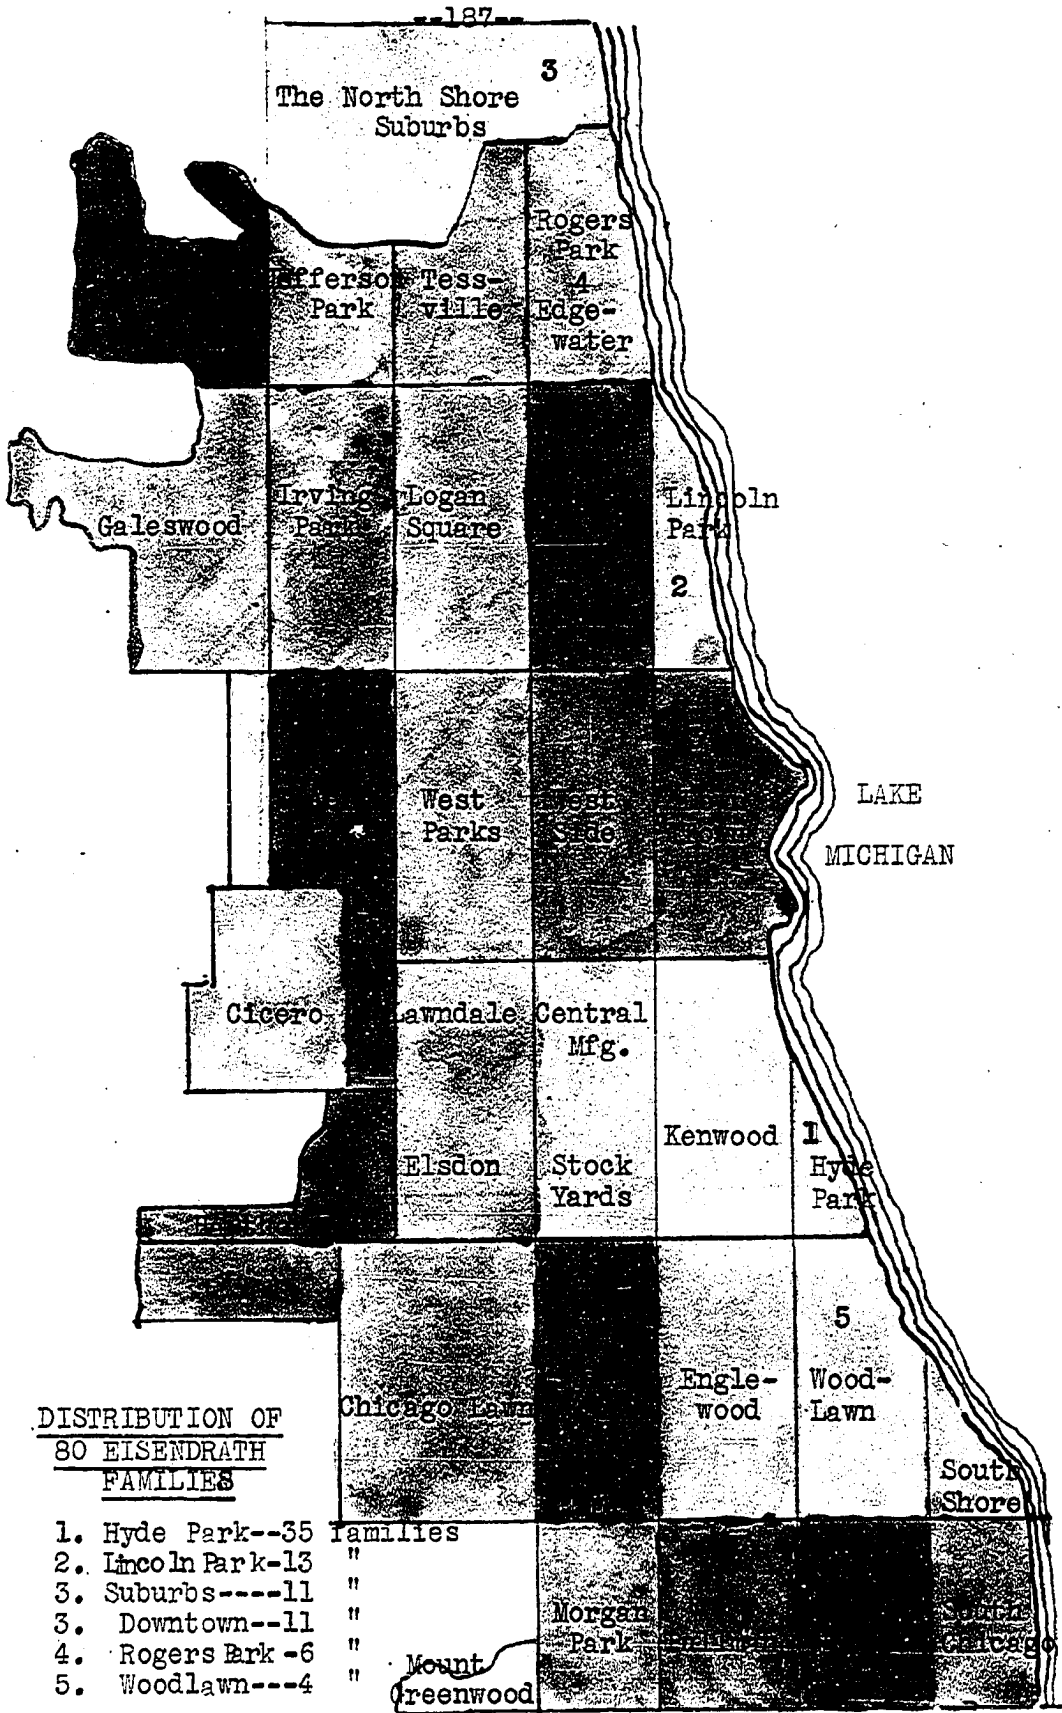 --187--
3
The North Shore
Suburbs
Rogers
Park
4
Edge-
water
Jefferson
Park
Tess-
ville
Galeswood
Irving
Park
Logan
Square
Lincoln
Park
2
West
Parks
West
Side
LAKE
MICHIGAN
Cicero
Lawndale
Central
Mfg.
Kenwood
1
Hyde
Park
Elsdon
Stock
Yards
5
Chicago Lawn
Engle-
wood
Wood-
Lawn
South
Shore
DISTRIBUTION OF
80 EISENDRATH
FAMILIES
1. Hyde Park--35 families
2. Lincoln Park-13 "
3. Suburbs----11 "
3. Downtown--11 "
4. Rogers Park -6 "
5. Woodlawn---4 "
Morgan
Park
South
Chicago
Mount
Greenwood